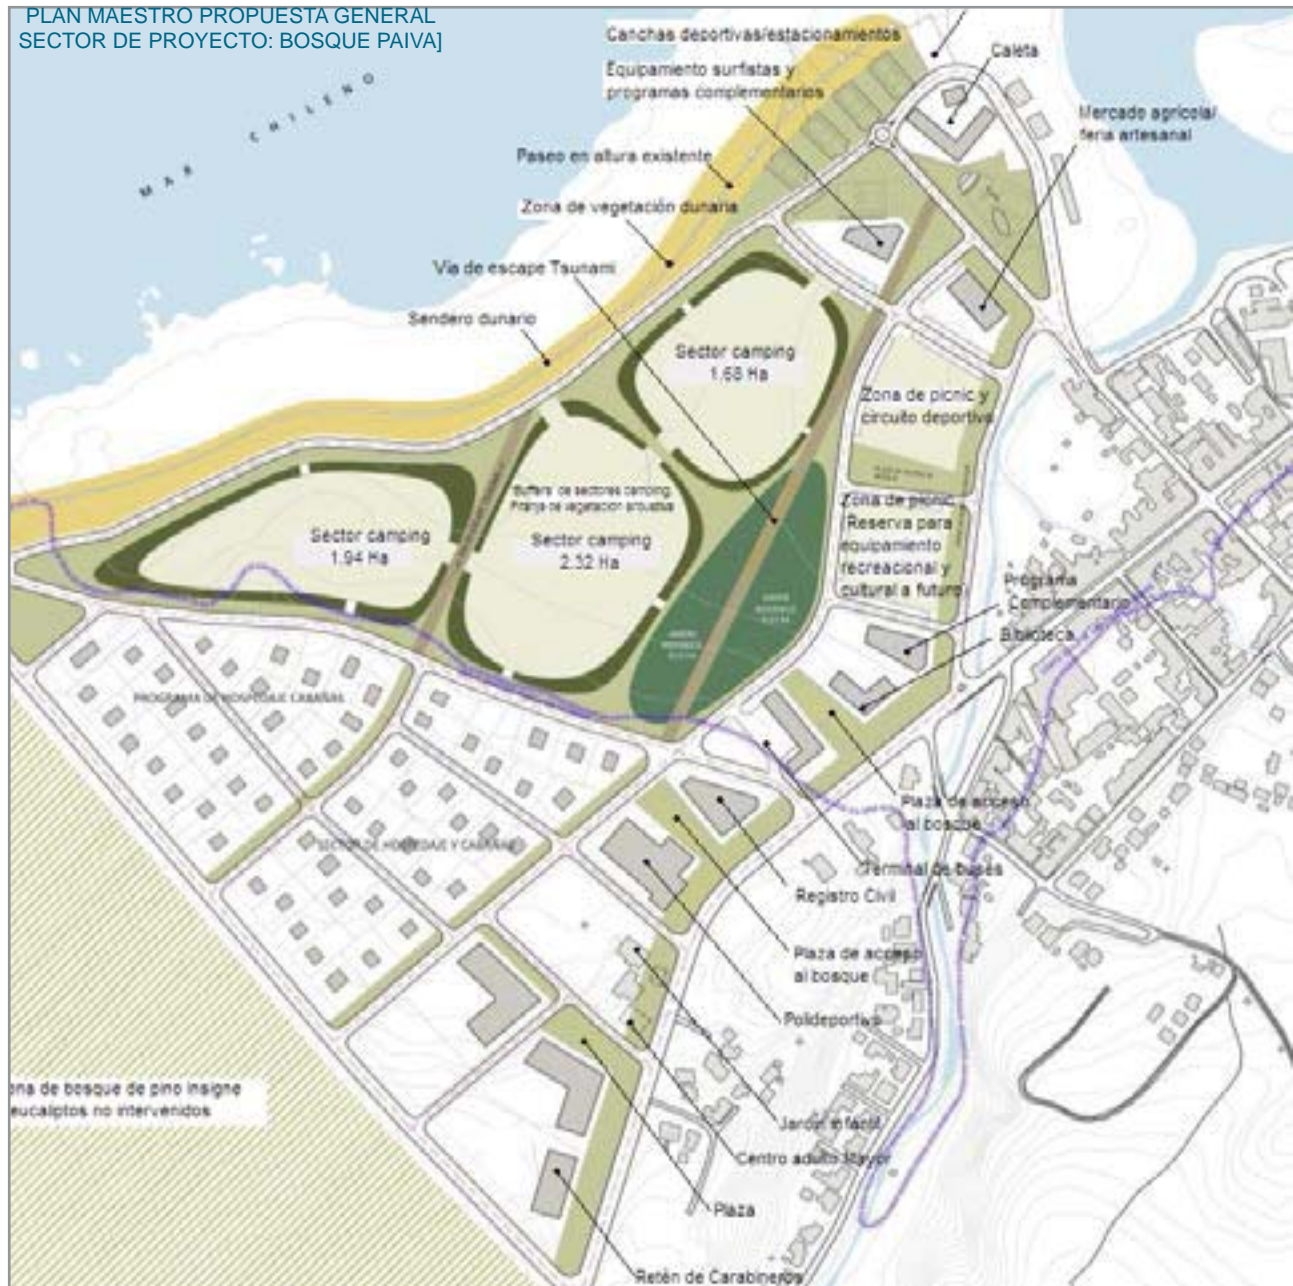 PLAN MAESTRO PROPUESTA GENERAL
SECTOR DE PROYECTO: BOSQUE PAIVA]
MAR CHILENO
Canchas deportivas/estacionamientos
Equipamiento surfistas y
programas complementarios
Caleta
Mercado agrícola/
feria artesanal
Paseo en altura existente
Zona de vegetación dunaria
Vía de escape Tsunami
Sendero dunario
Sector camping
1.68 Ha
Zona de picnic y
circuito deportivo
Buffers de sectores camping
Franja de vegetación arbustiva
Sector camping
2.32 Ha
Sector camping
1.94 Ha
Zona de picnic
Reserva para
equipamiento
recreacional y
cultural a futuro
Programa
Complementario
Biblioteca
PROGRAMA DE HOSPEDAJE CABAÑAS
SECTOR DE HOSPEDAJE Y CABAÑAS
Plaza de acceso
al bosque
Terminal de buses
Registro Civil
Plaza de acceso
al bosque
Polideportivo
ona de bosque de pino insigne
eucaliptos no intervenidos
Jardín infantil
Centro adulto Mayor
Plaza
Retén de Carabineros